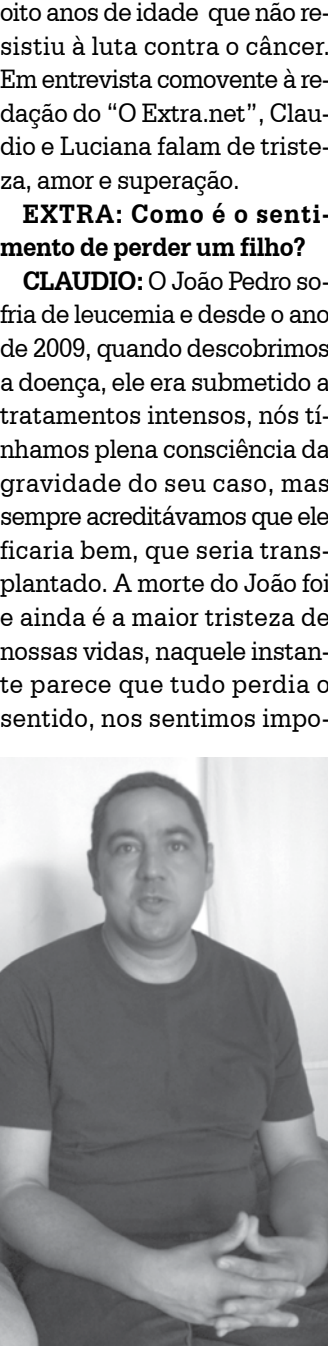 oito anos de idade que não re-
sistiu à luta contra o câncer.
Em entrevista comovente à re-
dação do “O Extra.net”, Clau-
dio e Luciana falam de triste-
za, amor e superação.
EXTRA: Como é o senti-
mento de perder um filho?
CLAUDIO: O João Pedro so-
fria de leucemia e desde o ano
de 2009, quando descobrimos
a doença, ele era submetido a
tratamentos intensos, nós tí-
nhamos plena consciência da
gravidade do seu caso, mas
sempre acreditávamos que ele
ficaria bem, que seria trans-
plantado. A morte do João foi
e ainda é a maior tristeza de
nossas vidas, naquele instan-
te parece que tudo perdia o
sentido, nos sentimos impo-